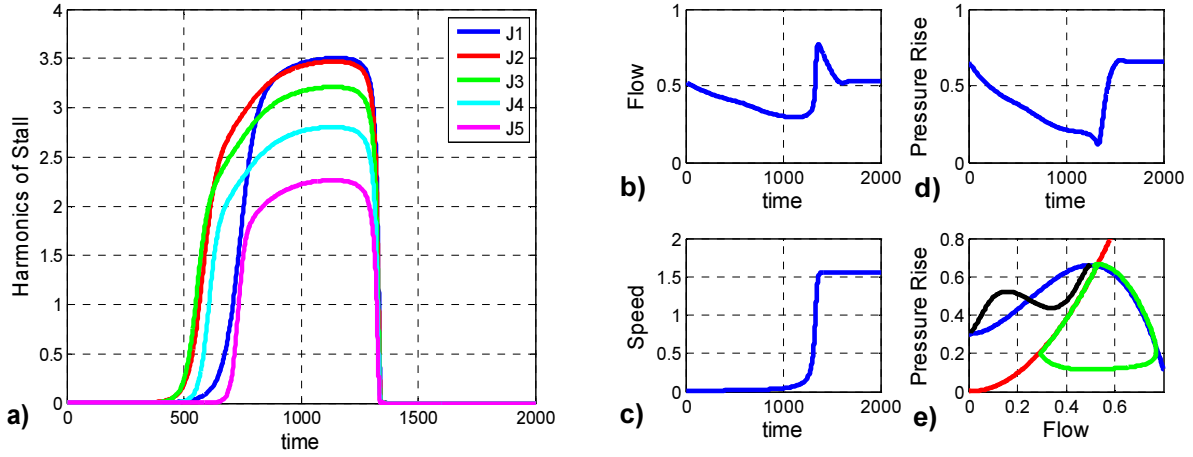 4
3.5
3
2.5
2
1.5
1
0.5
0
Harmonics of Stall
J1
J2
J3
J4
J5
0
500
1000
1500
2000
time
a)
1
0.5
0
Flow
0
1000
2000
time
b)
1
0.5
0
Pressure Rise
0
1000
2000
time
d)
2
1.5
1
0.5
0
Speed
0
1000
2000
time
c)
0.8
0.6
0.4
0.2
0
Pressure Rise
0
0.2
0.4
0.6
Flow
e)